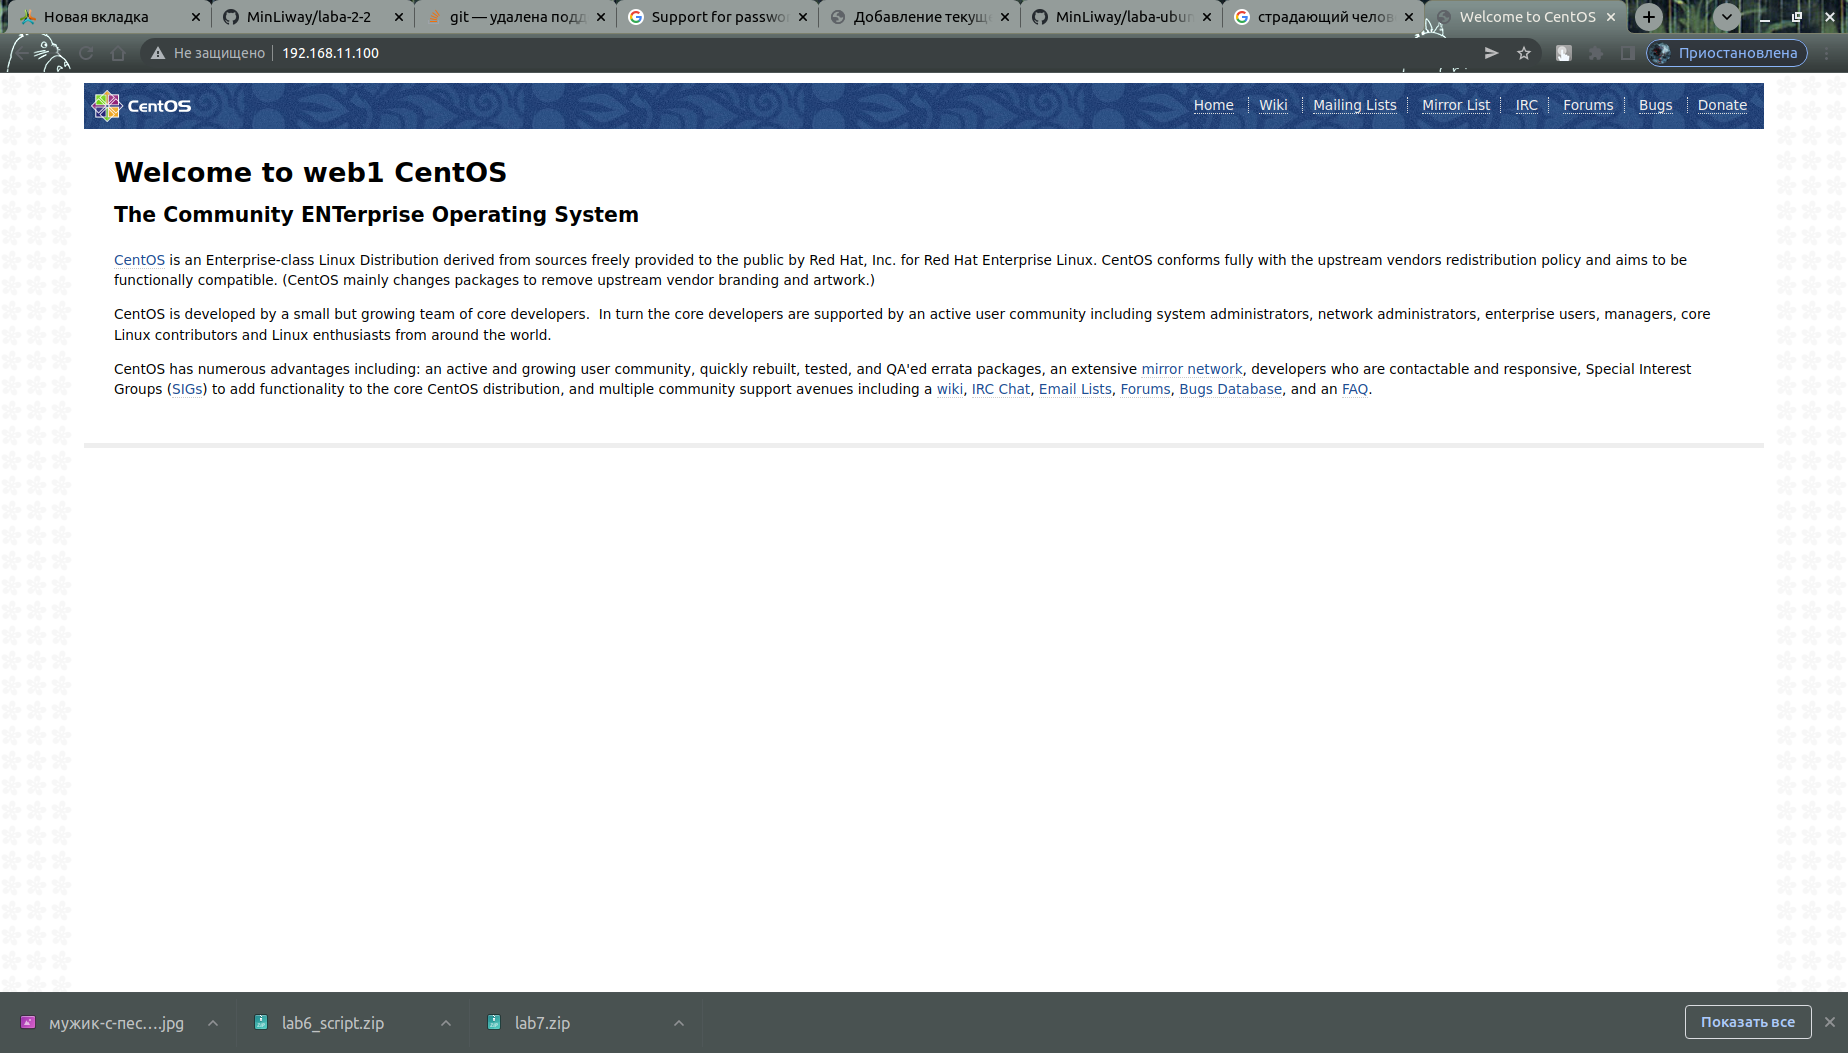 Новая вкладка
MinLiway/laba-2-2
git — удалена подд
Support for passwo
Добавление текущ
MinLiway/laba-ubun
страдающий челов
Welcome to CentOS
Не защищено
192.168.11.100
Приостановлена
CentOS
Home
Wiki
Mailing Lists
Mirror List
IRC
Forums
Bugs
Donate
Welcome to web1 CentOS
The Community ENTerprise Operating System
CentOS is an Enterprise-class Linux Distribution derived from sources freely provided to the public by Red Hat, Inc. for Red Hat Enterprise Linux. CentOS conforms fully with the upstream vendors redistribution policy and aims to be
functionally compatible. (CentOS mainly changes packages to remove upstream vendor branding and artwork.)
CentOS is developed by a small but growing team of core developers.  In turn the core developers are supported by an active user community including system administrators, network administrators, enterprise users, managers, core
Linux contributors and Linux enthusiasts from around the world.
CentOS has numerous advantages including: an active and growing user community, quickly rebuilt, tested, and QA'ed errata packages, an extensive mirror network, developers who are contactable and responsive, Special Interest
Groups (SIGs) to add functionality to the core CentOS distribution, and multiple community support avenues including a wiki, IRC Chat, Email Lists, Forums, Bugs Database, and an FAQ.
мужик-с-пес....jpg
lab6_script.zip
lab7.zip
Показать все